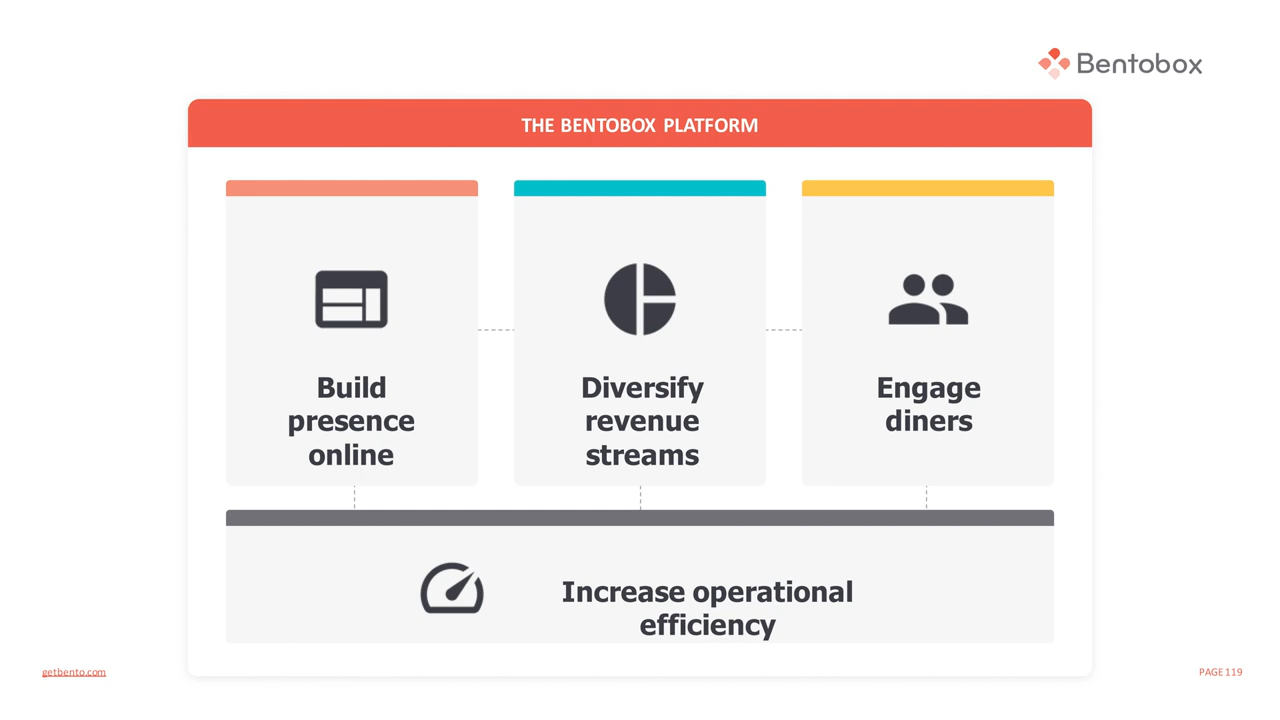 Bentobox
THE BENTOBOX PLATFORM
Build
presence
online
Diversify
revenue
streams
Engage
diners
Increase operational
efficiency
getbento.com
PAGE 119